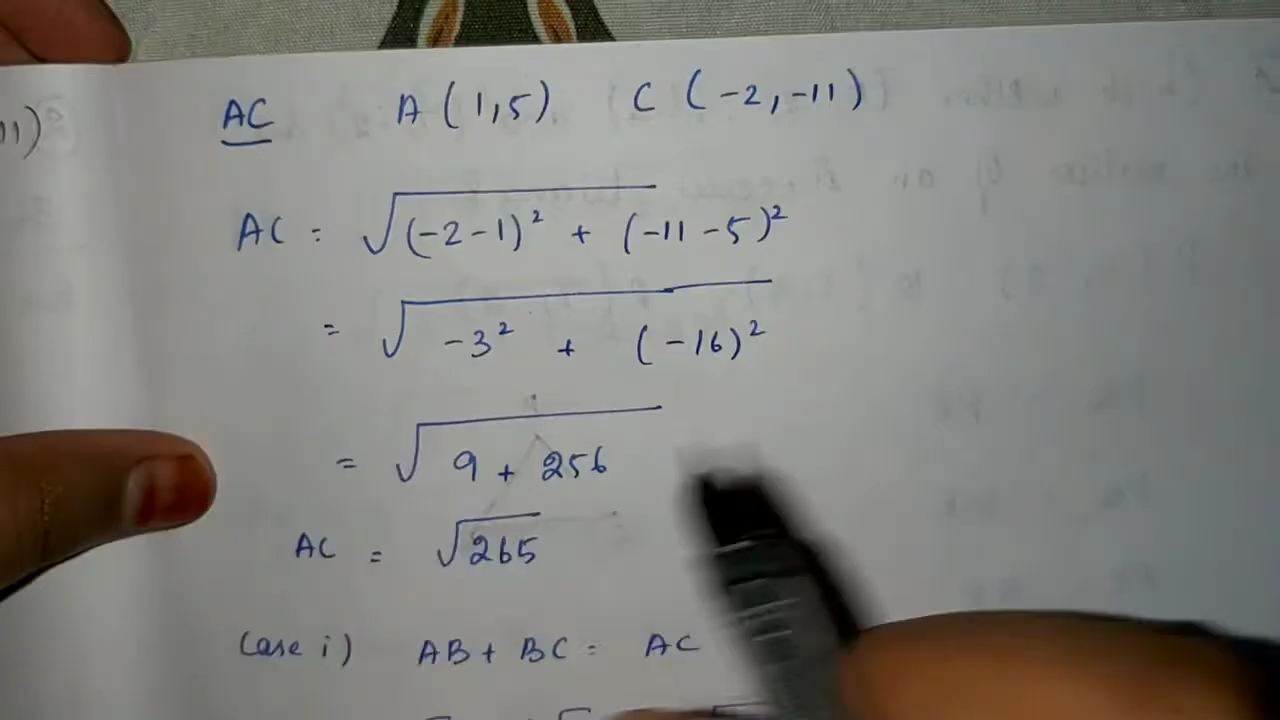 11)
AC A (1,5) C (-2,-11)
AC = √(-2-1)² + (-11-5)²
= √-3² + (-16)²
= √9 + 256
AC = √265
Case i) AB + BC = AC